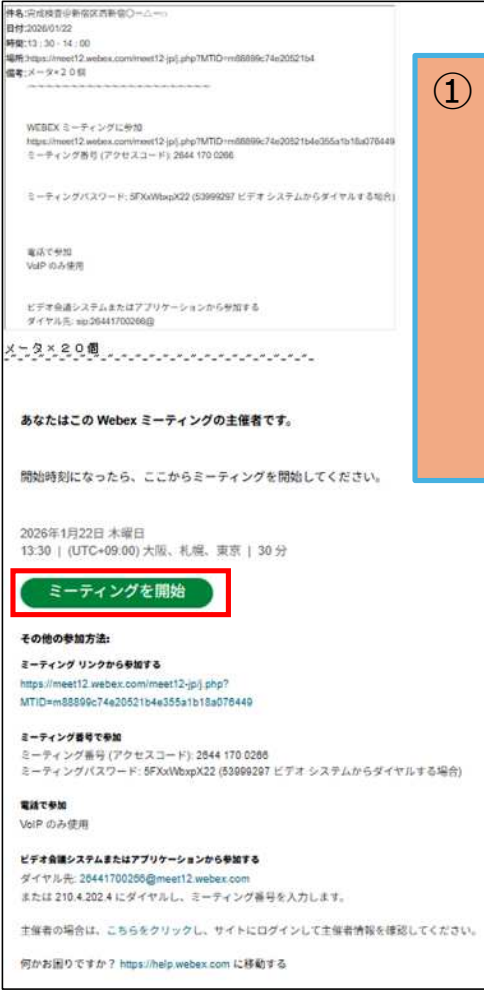 件名:完成検査＠新宿区西新宿○ー△ー○
日付:2026/01/22
時間:13：30 - 14：00
場所:https://meet12.webex.com/meet12-jp/j.php?MTID=m88899c74e20521b4
備考:メータ×２０個
～～～～～～～～～～～～～～～～～～～～～～
WEBEX ミーティングに参加
https://meet12.webex.com/meet12-jp/j.php?MTID=m88899c74e20521b4e355a1b18a076449
ミーティング番号 (アクセスコード): 2644 170 0266
ミーティングパスワード: 5FXxWbxpX22 (53999297 ビデオ システムからダイヤルする場合)
電話で参加
VoIP のみ使用
ビデオ会議システムまたはアプリケーションから参加する
ダイヤル先: sip:26441700266@
①
メータ×２０個
～～～～～～～～～～～～～～～～～～～～～～
あなたはこの Webex ミーティングの主催者です。
開始時刻になったら、ここからミーティングを開始してください。
2026年1月22日 木曜日
13:30 | (UTC+09:00) 大阪、札幌、東京 | 30 分
ミーティングを開始
その他の参加方法:
ミーティング リンクから参加する
https://meet12.webex.com/meet12-jp/j.php?
MTID=m88899c74e20521b4e355a1b18a076449
ミーティング番号で参加
ミーティング番号 (アクセスコード): 2644 170 0266
ミーティングパスワード: 5FXxWbxpX22 (53999297 ビデオ システムからダイヤルする場合)
電話で参加
VoIP のみ使用
ビデオ会議システムまたはアプリケーションから参加する
ダイヤル先: 26441700266@meet12.webex.com
または 210.4.202.4 にダイヤルし、ミーティング番号を入力します。
主催者の場合は、こちらをクリックし、サイトにログインして主催者情報を確認してください。
何かお困りですか？ https://help.webex.com に移動する